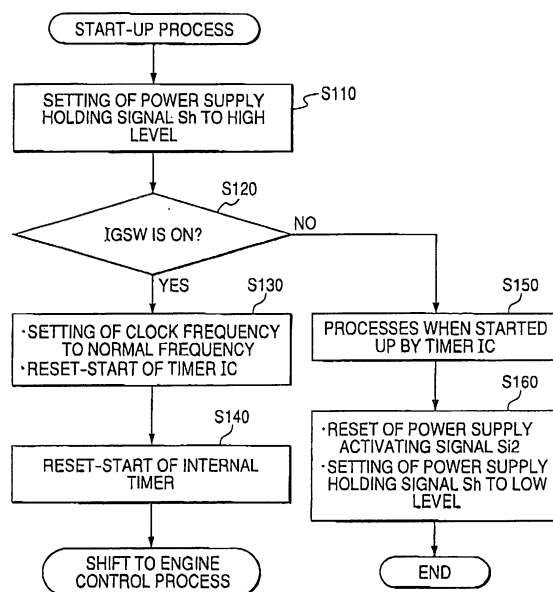 START-UP PROCESS
S110
SETTING OF POWER SUPPLY
HOLDING SIGNAL Sh TO HIGH
LEVEL
S120
IGSW IS ON?
NO
YES
S130
·SETTING OF CLOCK FREQUENCY
TO NORMAL FREQUENCY
·RESET-START OF TIMER IC
S140
RESET-START OF INTERNAL
TIMER
SHIFT TO ENGINE
CONTROL PROCESS
S150
PROCESSES WHEN STARTED
UP BY TIMER IC
S160
·RESET OF POWER SUPPLY
ACTIVATING SIGNAL Si2
·SETTING OF POWER SUPPLY
HOLDING SIGNAL Sh TO LOW
LEVEL
END